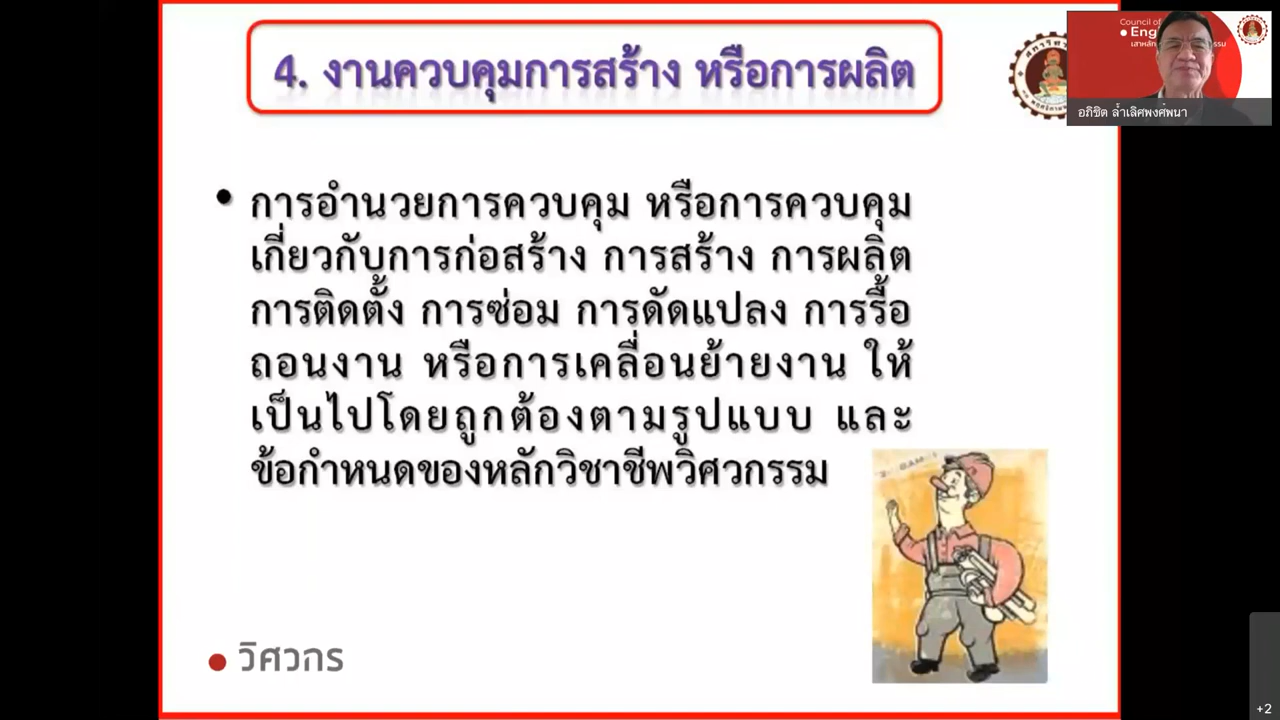 4. งานควบคุมการสร้าง หรือการผลิต
• การอำนวยการควบคุม หรือการควบคุม
เกี่ยวกับการก่อสร้าง การสร้าง การผลิต
การติดตั้ง การซ่อม การดัดแปลง การรื้อ
ถอนงาน หรือการเคลื่อนย้ายงาน ให้
เป็นไปโดยถูกต้องตามรูปแบบ และ
ข้อกำหนดของหลักวิชาชีพวิศวกรรม
วิศวกร
Council of
อภิชิต ล้ำเลิศพงศ์พนา
+2